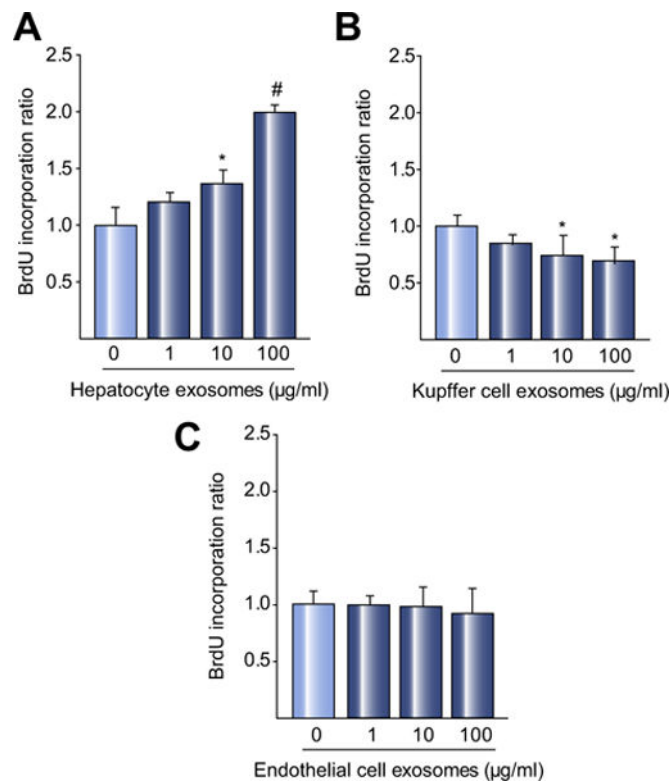 A
BrdU incorporation ratio
2.5
2.0
1.5
1.0
0.5
*
#
0 1 10 100
Hepatocyte exosomes (µg/ml)
B
BrdU incorporation ratio
2.5
2.0
1.5
1.0
0.5
* *
0 1 10 100
Kupffer cell exosomes (µg/ml)
C
BrdU incorporation ratio
2.5
2.0
1.5
1.0
0.5
0 1 10 100
Endothelial cell exosomes (µg/ml)